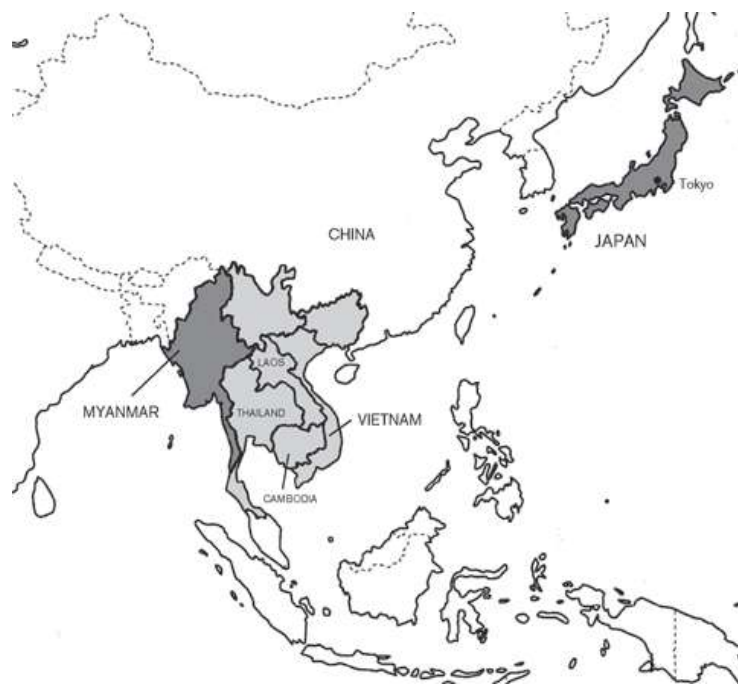 Tokyo
CHINA
JAPAN
LAOS
MYANMAR
THAILAND
VIETNAM
CAMBODIA